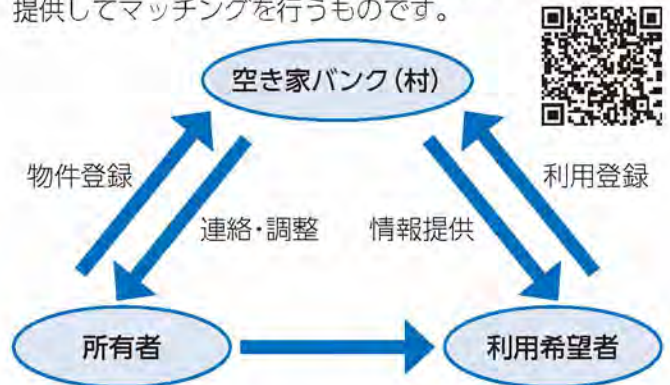 提供してマッチングを行うものです。
空き家バンク(村)
物件登録
利用登録
連絡・調整
情報提供
所有者
利用希望者